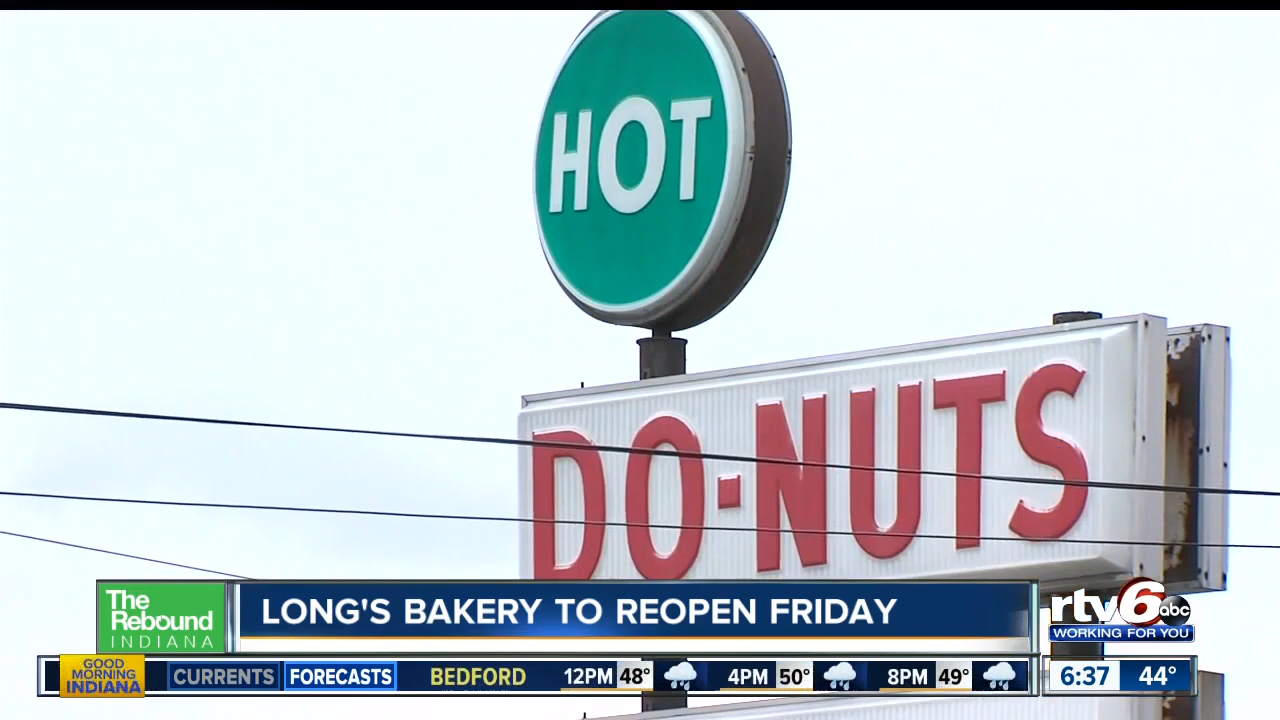 HOT
DO-NUTS
The
Rebound
INDIANA
LONG'S BAKERY TO REOPEN FRIDAY
rtv6 abc
WORKING FOR YOU
GOOD
MORNING
INDIANA
CURRENTS FORECASTS BEDFORD 12PM 48° 4PM 50° 8PM 49°
6:37 44°